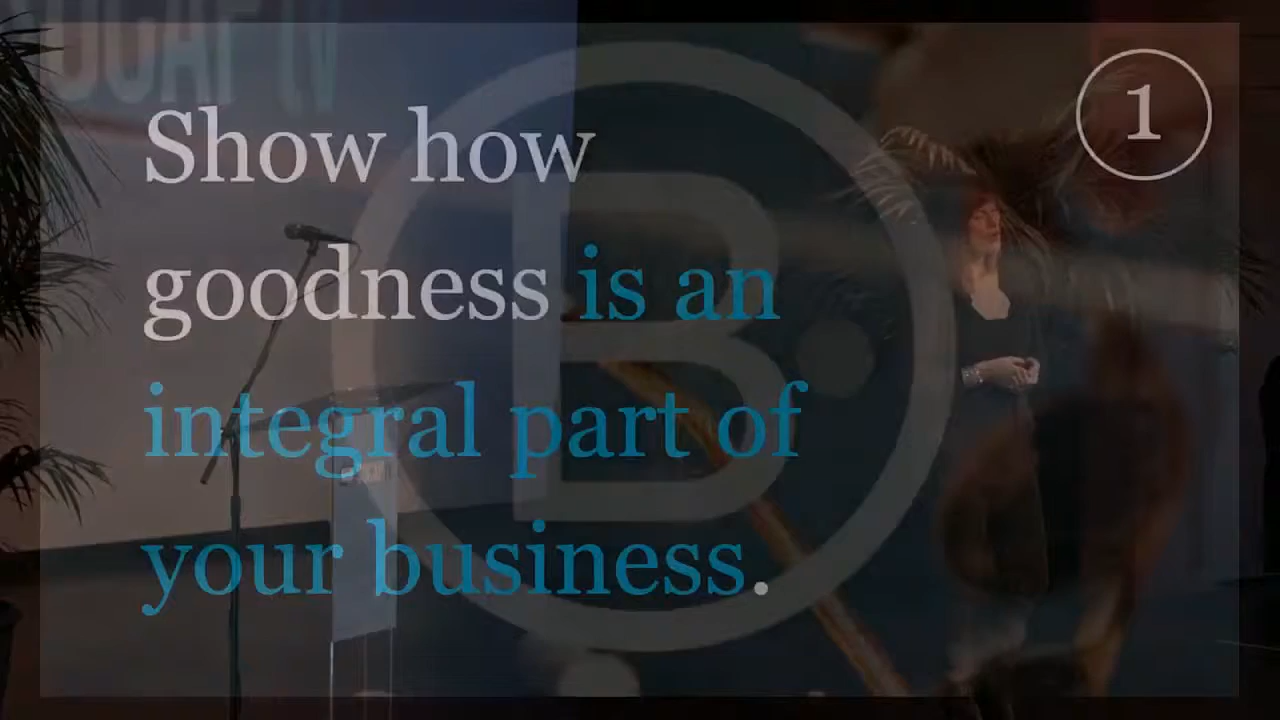 1
Show how
goodness is an
integral part of
your business.
B